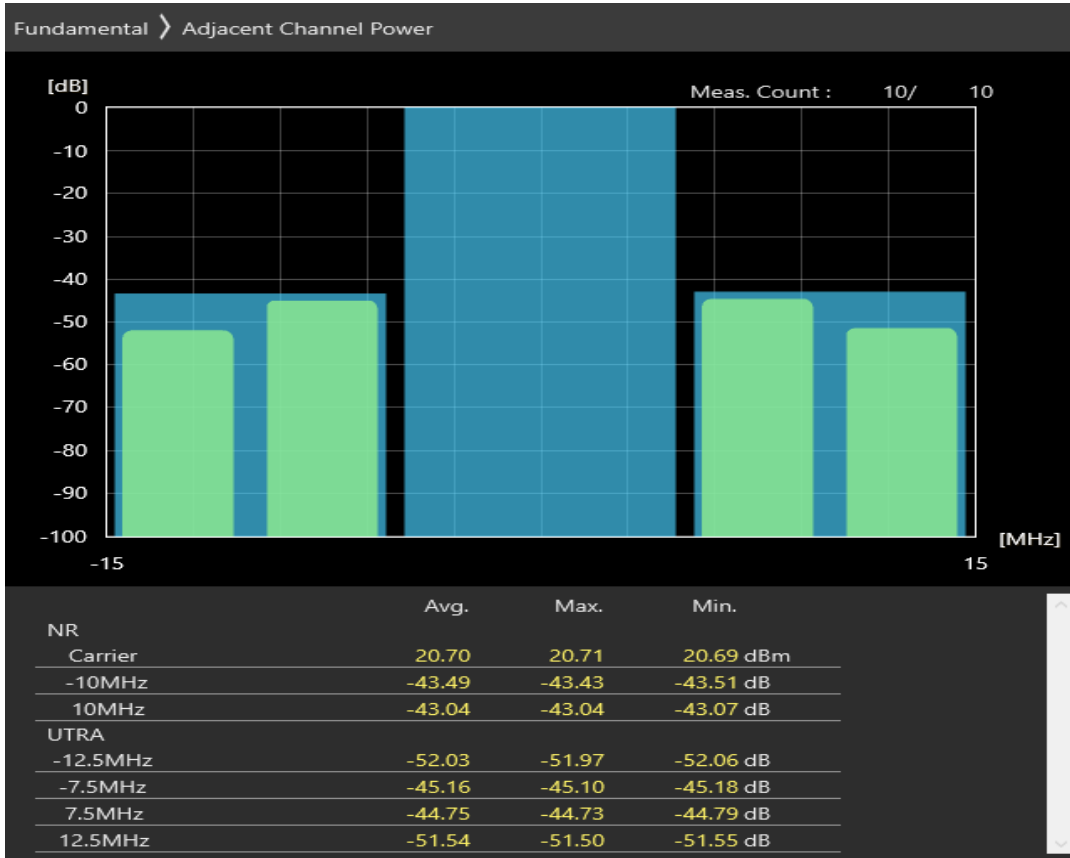 Fundamental ❭ Adjacent Channel Power
[dB]
Meas. Count : 10/ 10
0
-10
-20
-30
-40
-50
-60
-70
-80
-90
-100
[MHz]
-15 15
Avg. Max. Min.
NR
Carrier 20.70 20.71 20.69 dBm
-10MHz -43.49 -43.43 -43.51 dB
10MHz -43.04 -43.04 -43.07 dB
UTRA
-12.5MHz -52.03 -51.97 -52.06 dB
-7.5MHz -45.16 -45.10 -45.18 dB
7.5MHz -44.75 -44.73 -44.79 dB
12.5MHz -51.54 -51.50 -51.55 dB